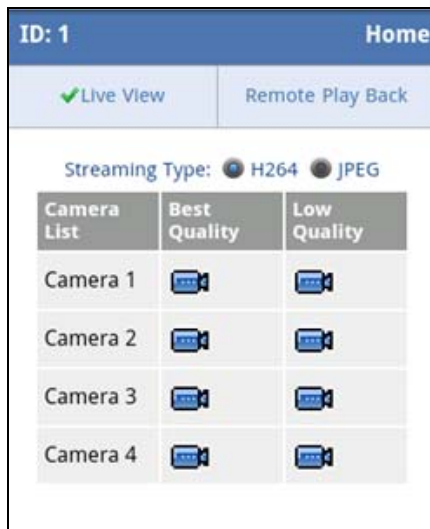 ID: 1 Home
✔Live View Remote Play Back
Streaming Type: H264 JPEG
Camera List Best Quality Low Quality
Camera 1
Camera 2
Camera 3
Camera 4